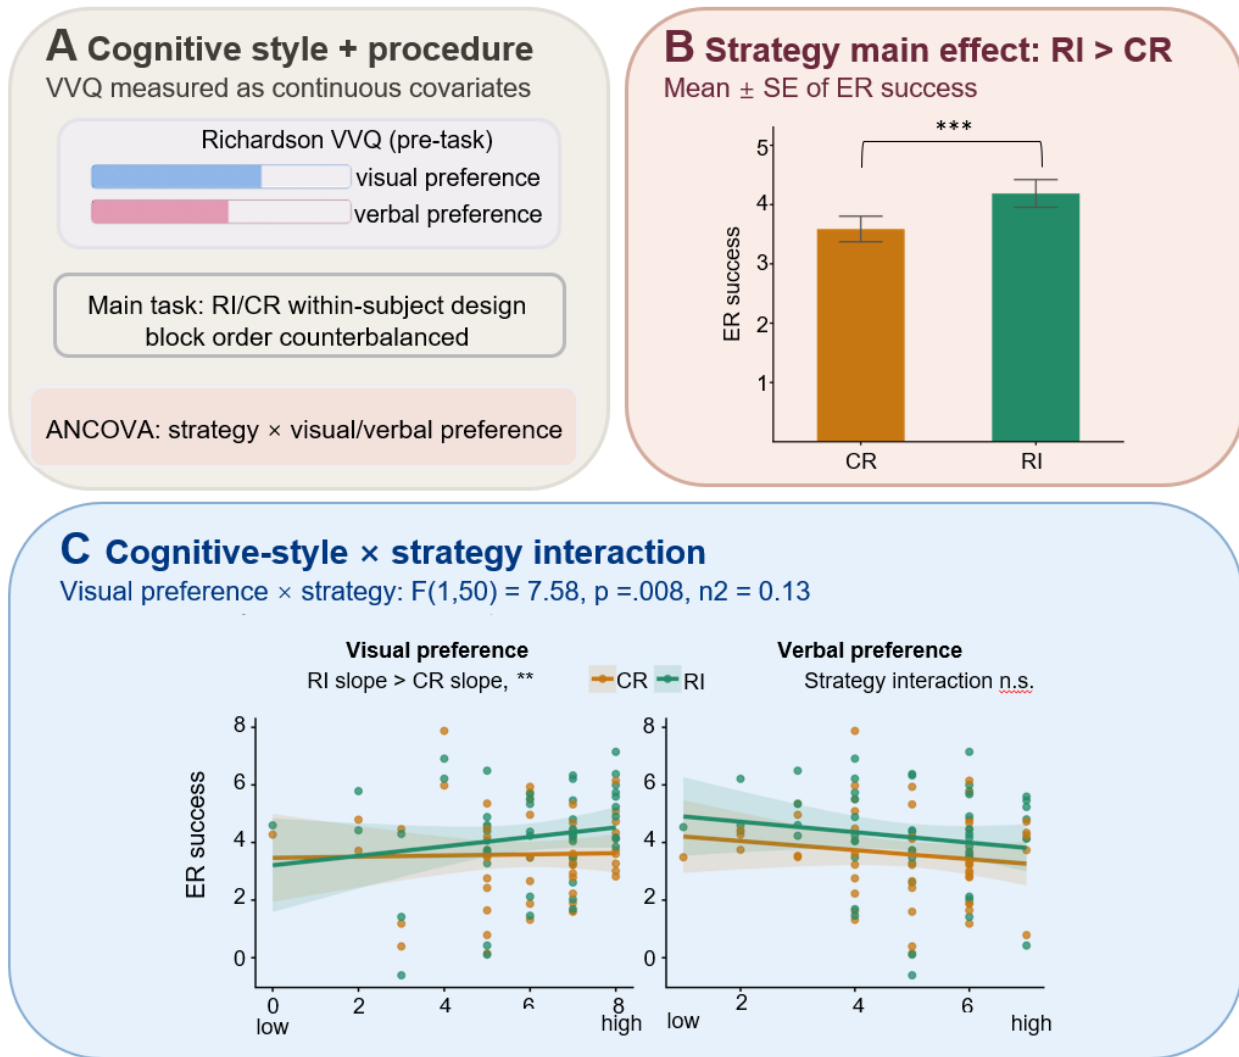 A Cognitive style + procedure
VVQ measured as continuous covariates
Richardson VVQ (pre-task)
visual preference
verbal preference
Main task: RI/CR within-subject design
block order counterbalanced
ANCOVA: strategy × visual/verbal preference
B Strategy main effect: RI > CR
Mean ± SE of ER success
***
5
4
3
2
1
ER success
CR
RI
C Cognitive-style × strategy interaction
Visual preference × strategy: F(1,50) = 7.58, p =.008, n2 = 0.13
Visual preference
RI slope > CR slope, **
CR
RI
Verbal preference
Strategy interaction n.s.
8
6
4
2
0
ER success
0
2
4
6
8
low
high
8
6
4
2
0
2
4
6
low
high